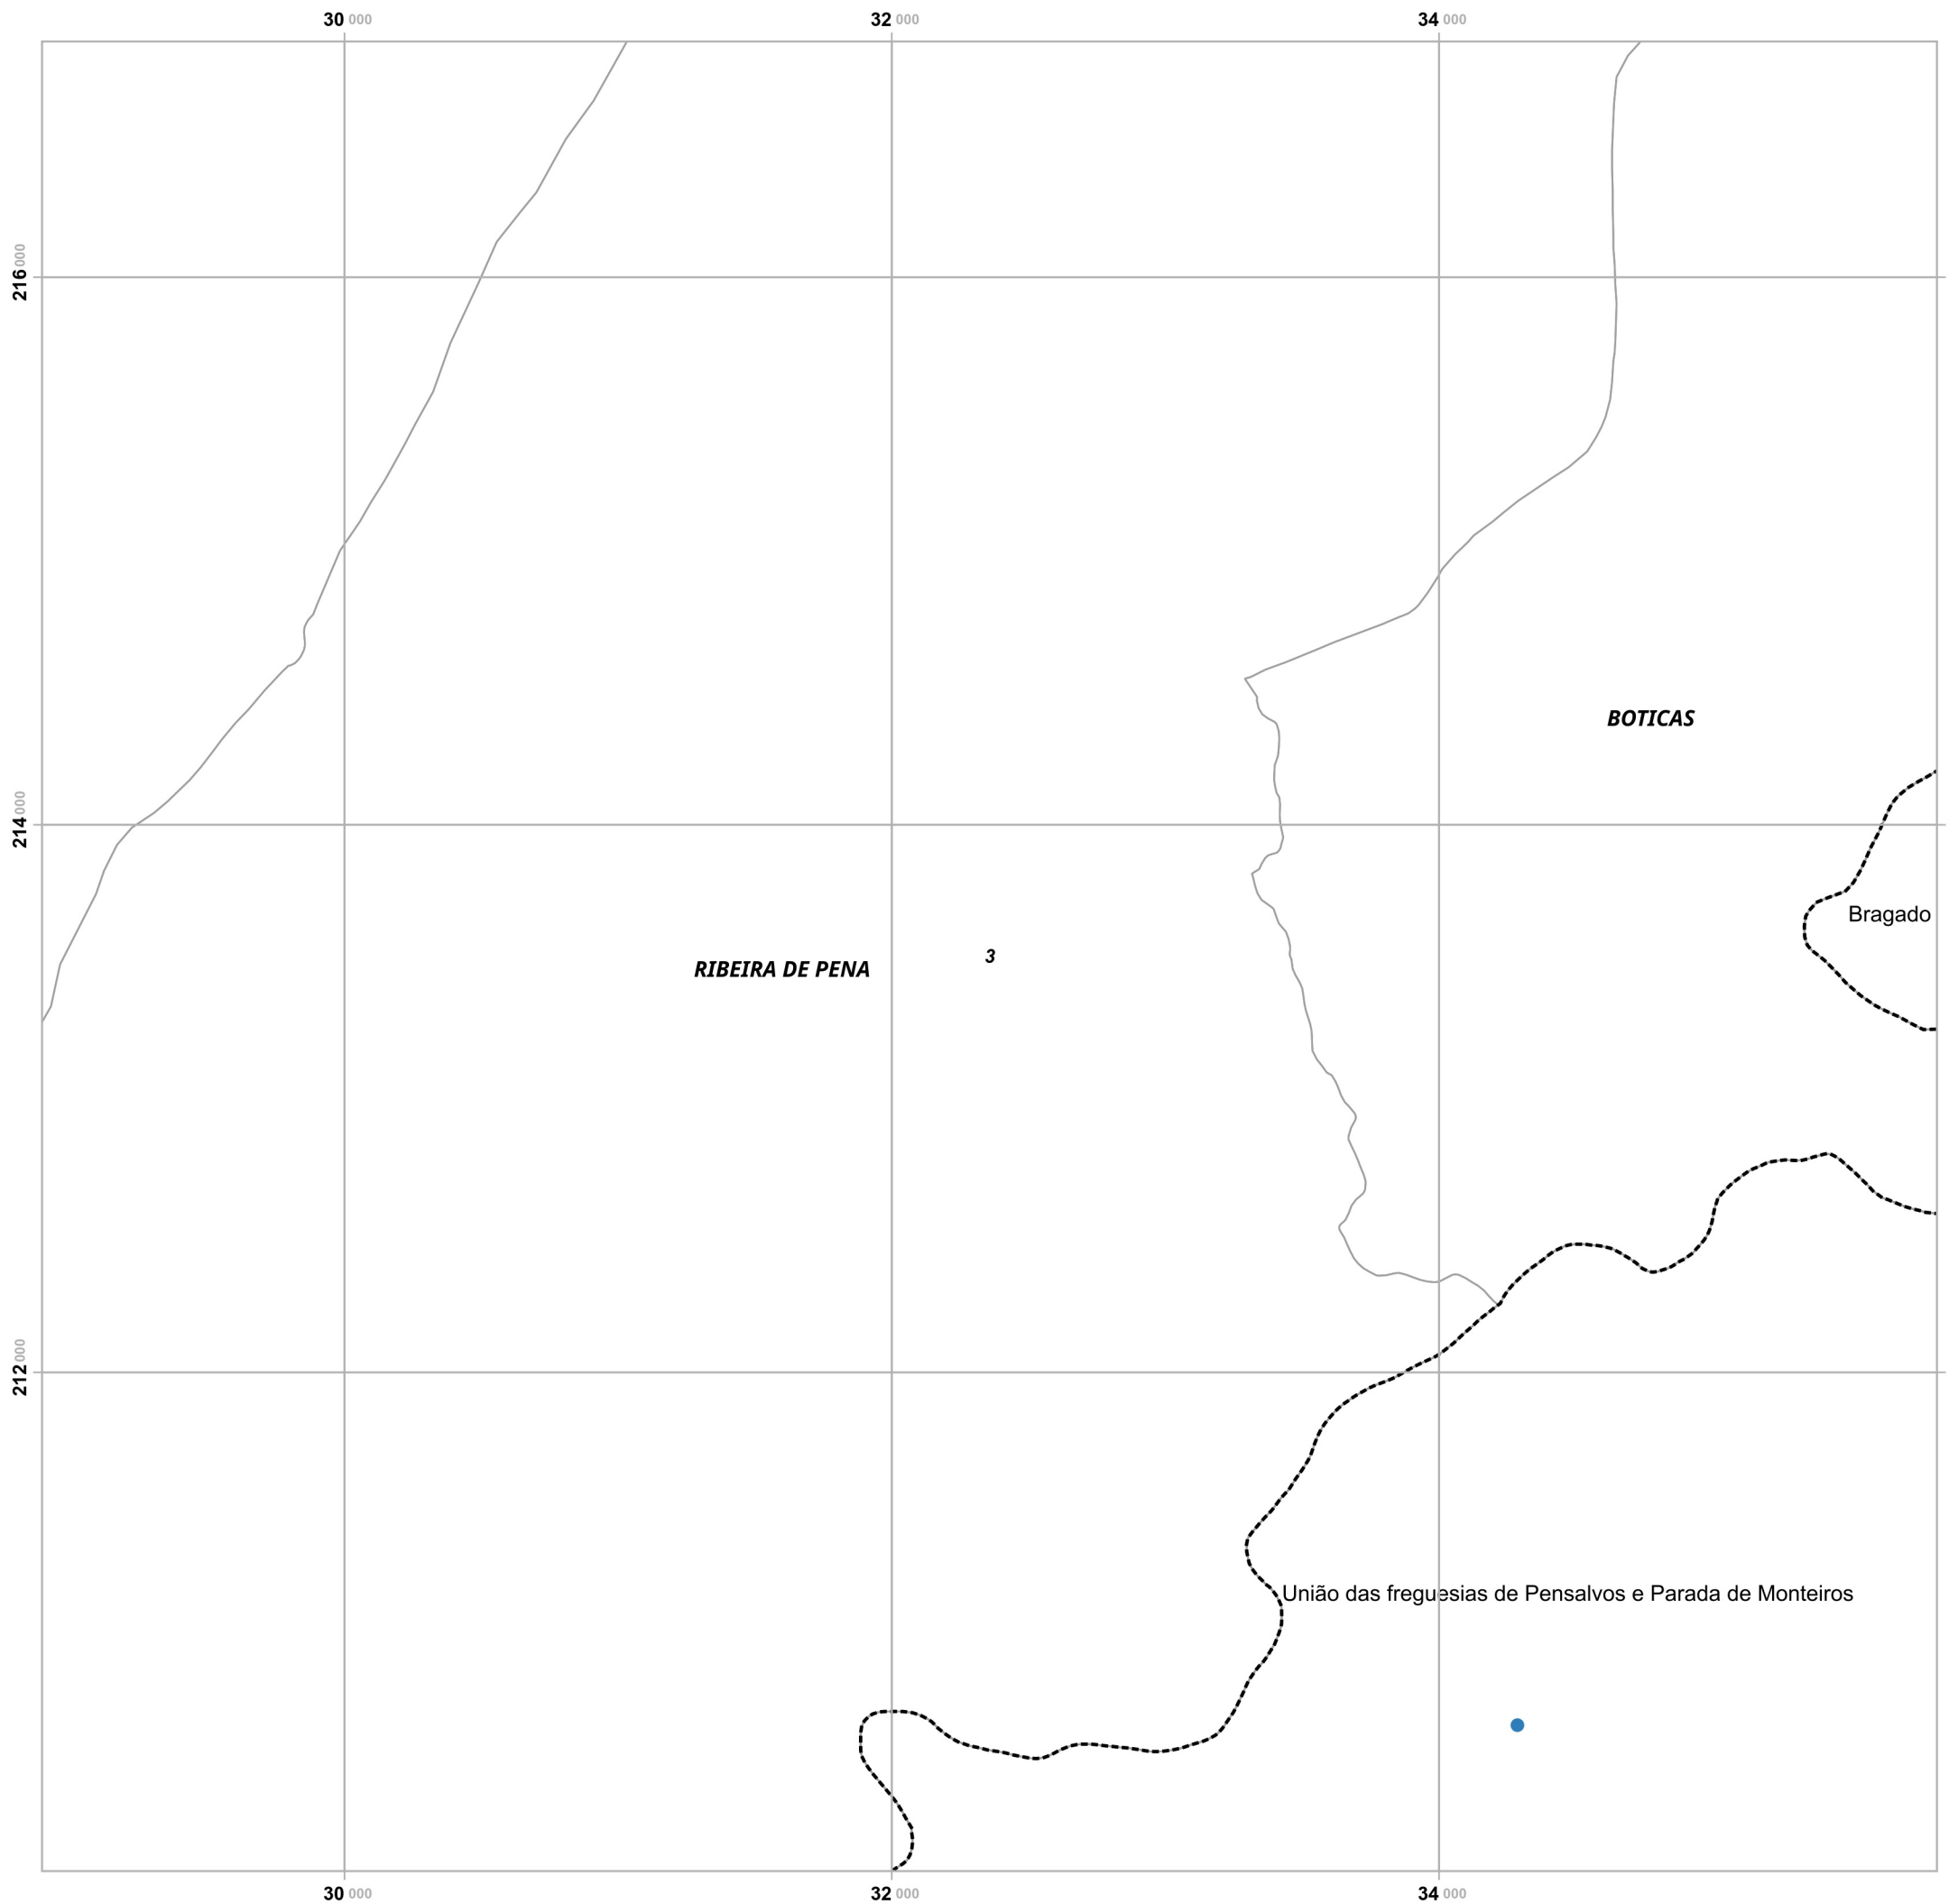 30 000 32 000 34 000
216 000
BOTICAS
214 000
Bragado
3
RIBEIRA DE PENA
212 000
União das freguesias de Pensalvos e Parada de Monteiros
30 000 32 000 34 000